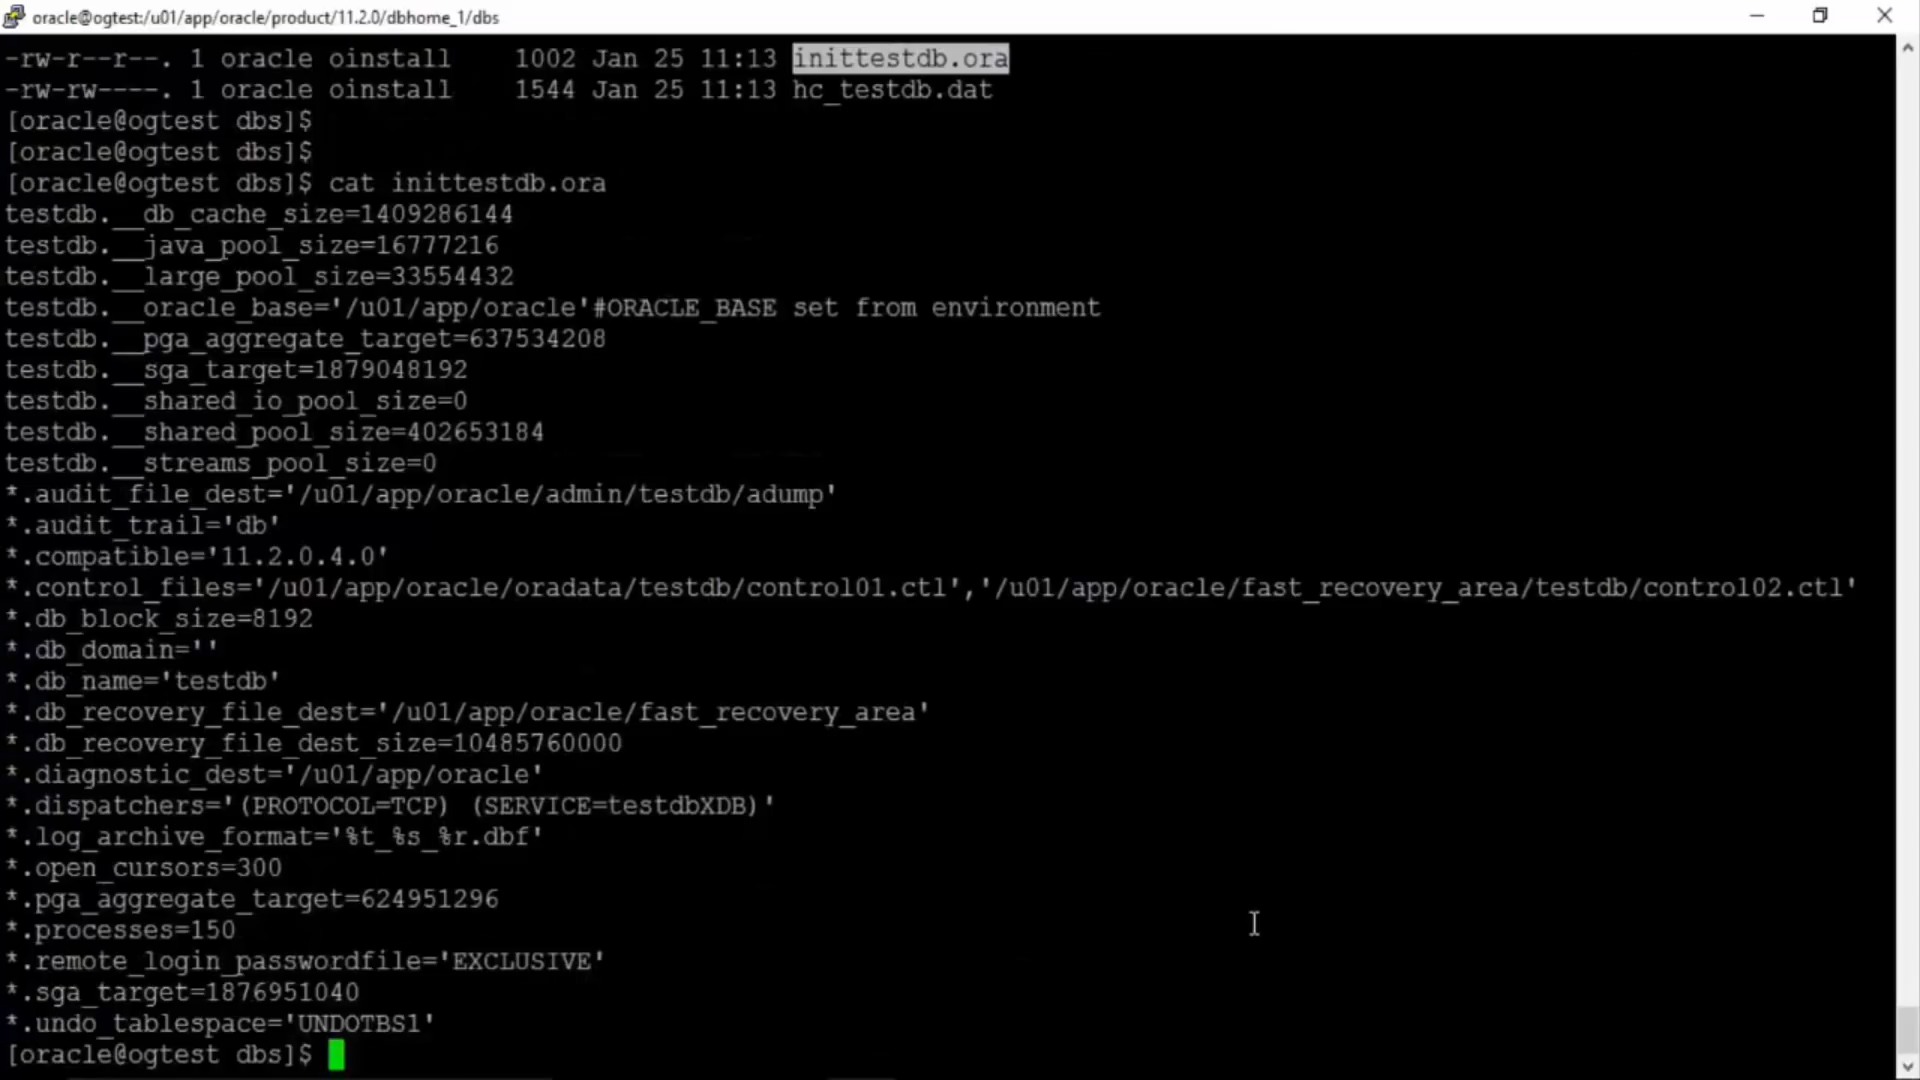 oracle@ogtest:/u01/app/oracle/product/11.2.0/dbhome_1/dbs
-rw-r--r--. 1 oracle oinstall    1002 Jan 25 11:13 inittestdb.ora
-rw-rw----. 1 oracle oinstall    1544 Jan 25 11:13 hc_testdb.dat
[oracle@ogtest dbs]$
[oracle@ogtest dbs]$
[oracle@ogtest dbs]$ cat inittestdb.ora
testdb.__db_cache_size=1409286144
testdb.__java_pool_size=16777216
testdb.__large_pool_size=33554432
testdb.__oracle_base='/u01/app/oracle'#ORACLE_BASE set from environment
testdb.__pga_aggregate_target=637534208
testdb.__sga_target=1879048192
testdb.__shared_io_pool_size=0
testdb.__shared_pool_size=402653184
testdb.__streams_pool_size=0
*.audit_file_dest='/u01/app/oracle/admin/testdb/adump'
*.audit_trail='db'
*.compatible='11.2.0.4.0'
*.control_files='/u01/app/oracle/oradata/testdb/control01.ctl','/u01/app/oracle/fast_recovery_area/testdb/control02.ctl'
*.db_block_size=8192
*.db_domain=''
*.db_name='testdb'
*.db_recovery_file_dest='/u01/app/oracle/fast_recovery_area'
*.db_recovery_file_dest_size=10485760000
*.diagnostic_dest='/u01/app/oracle'
*.dispatchers='(PROTOCOL=TCP) (SERVICE=testdbXDB)'
*.log_archive_format='%t_%s_%r.dbf'
*.open_cursors=300
*.pga_aggregate_target=624951296
*.processes=150
*.remote_login_passwordfile='EXCLUSIVE'
*.sga_target=1876951040
*.undo_tablespace='UNDOTBS1'
[oracle@ogtest dbs]$